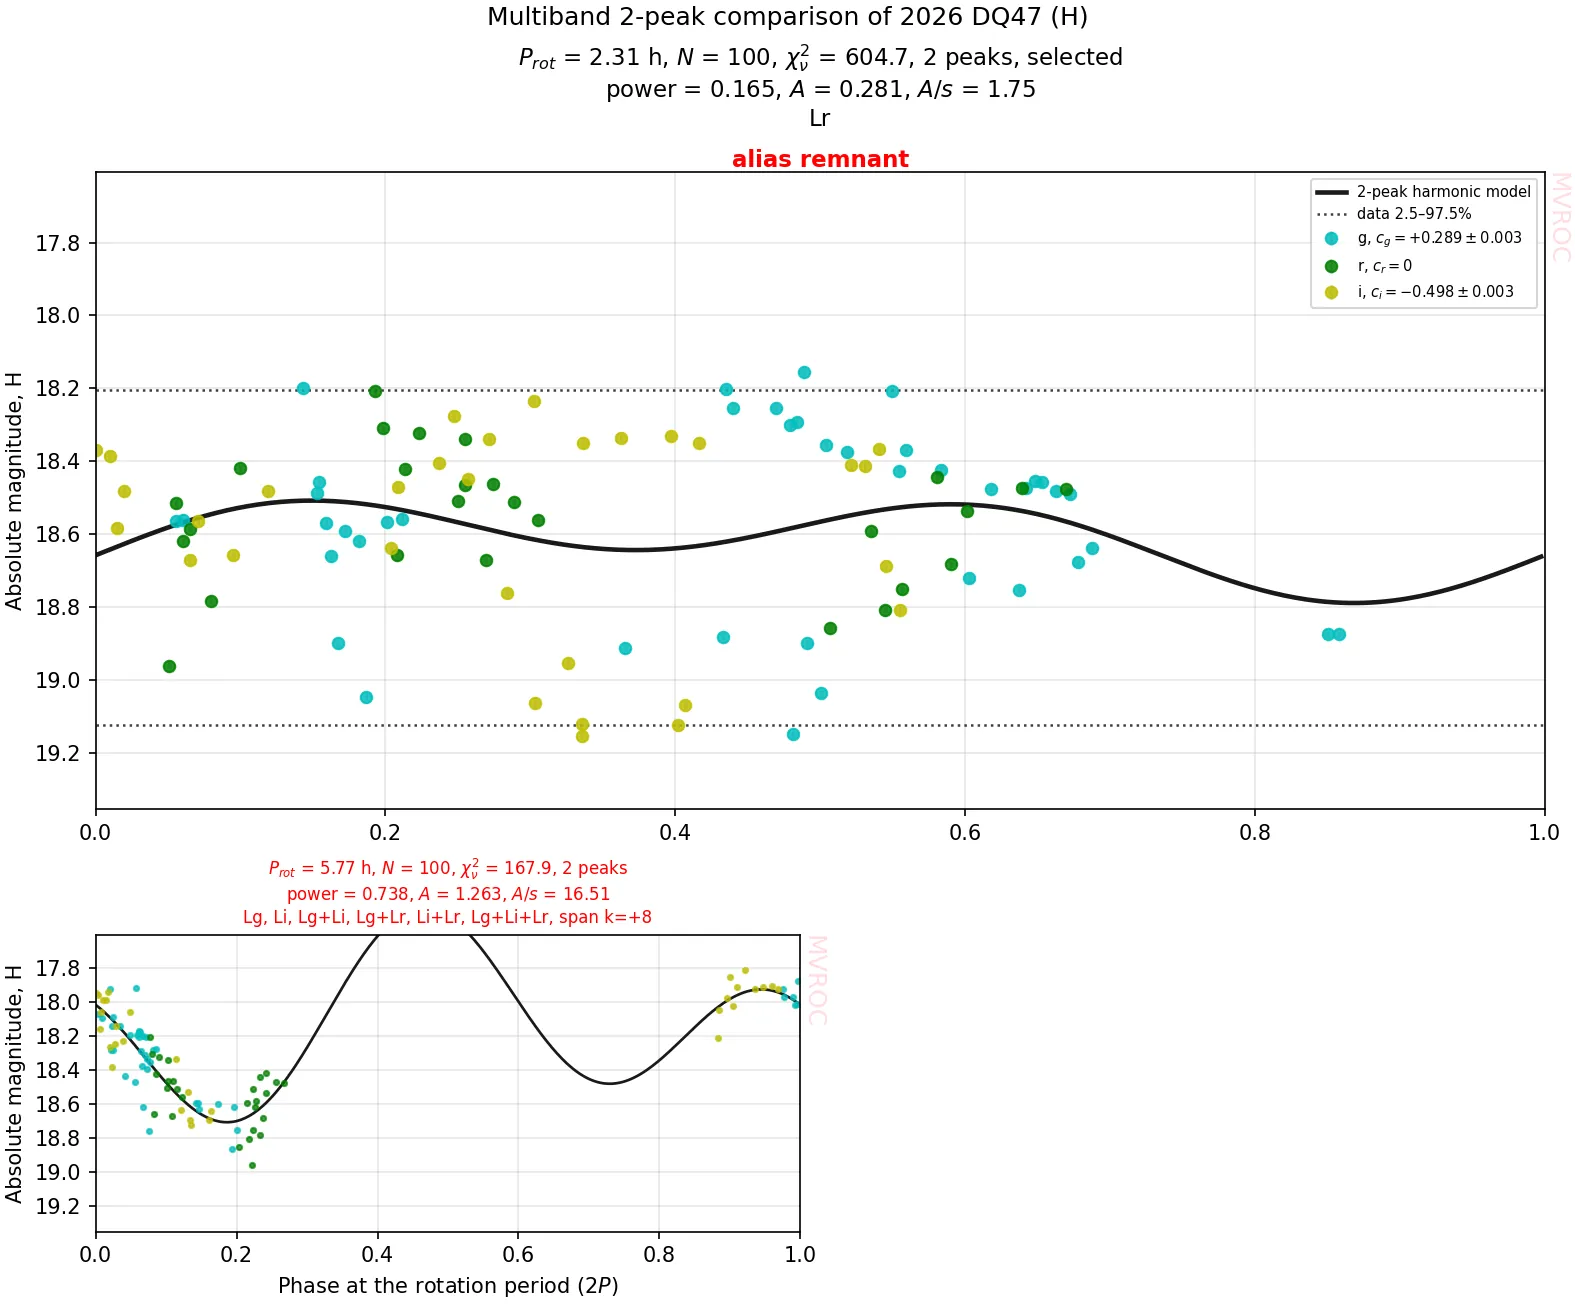 Multiband 2-peak comparison of 2026 DQ47 (H)
P_rot = 2.31 h, N = 100, χ²_ν = 604.7, 2 peaks, selected
power = 0.165, A = 0.281, A/s = 1.75
Lr
alias remnant
2-peak harmonic model
data 2.5–97.5%
g, c_g = +0.289 ± 0.003
r, c_r = 0
i, c_i = −0.498 ± 0.003
MVROC
Absolute magnitude, H
17.8
18.0
18.2
18.4
18.6
18.8
19.0
19.2
0.0 0.2 0.4 0.6 0.8 1.0
P_rot = 5.77 h, N = 100, χ²_ν = 167.9, 2 peaks
power = 0.738, A = 1.263, A/s = 16.51
Lg, Li, Lg+Li, Lg+Lr, Li+Lr, Lg+Li+Lr, span k=+8
MVROC
Absolute magnitude, H
17.8
18.0
18.2
18.4
18.6
18.8
19.0
19.2
0.0 0.2 0.4 0.6 0.8 1.0
Phase at the rotation period (2P)